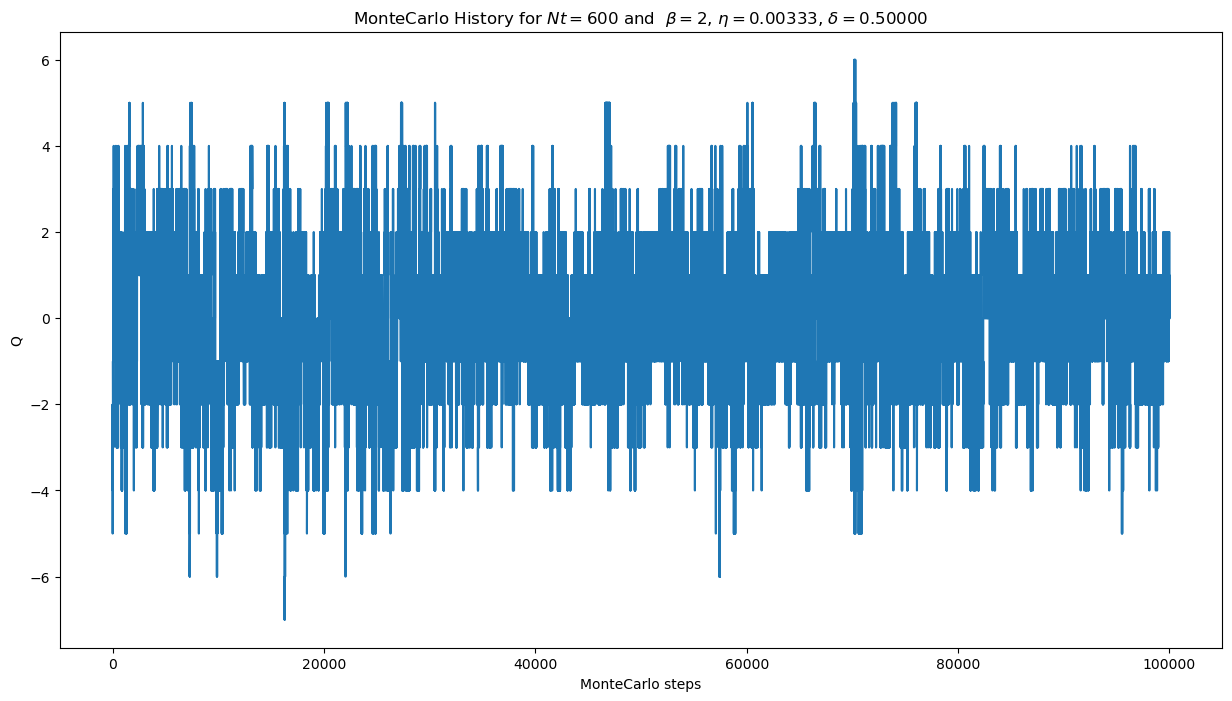 MonteCarlo History for $Nt = 600$ and $\beta = 2$, $\eta = 0.00333$, $\delta = 0.50000$
6
4
2
0
−2
−4
−6
Q
0 20000 40000 60000 80000 100000
MonteCarlo steps